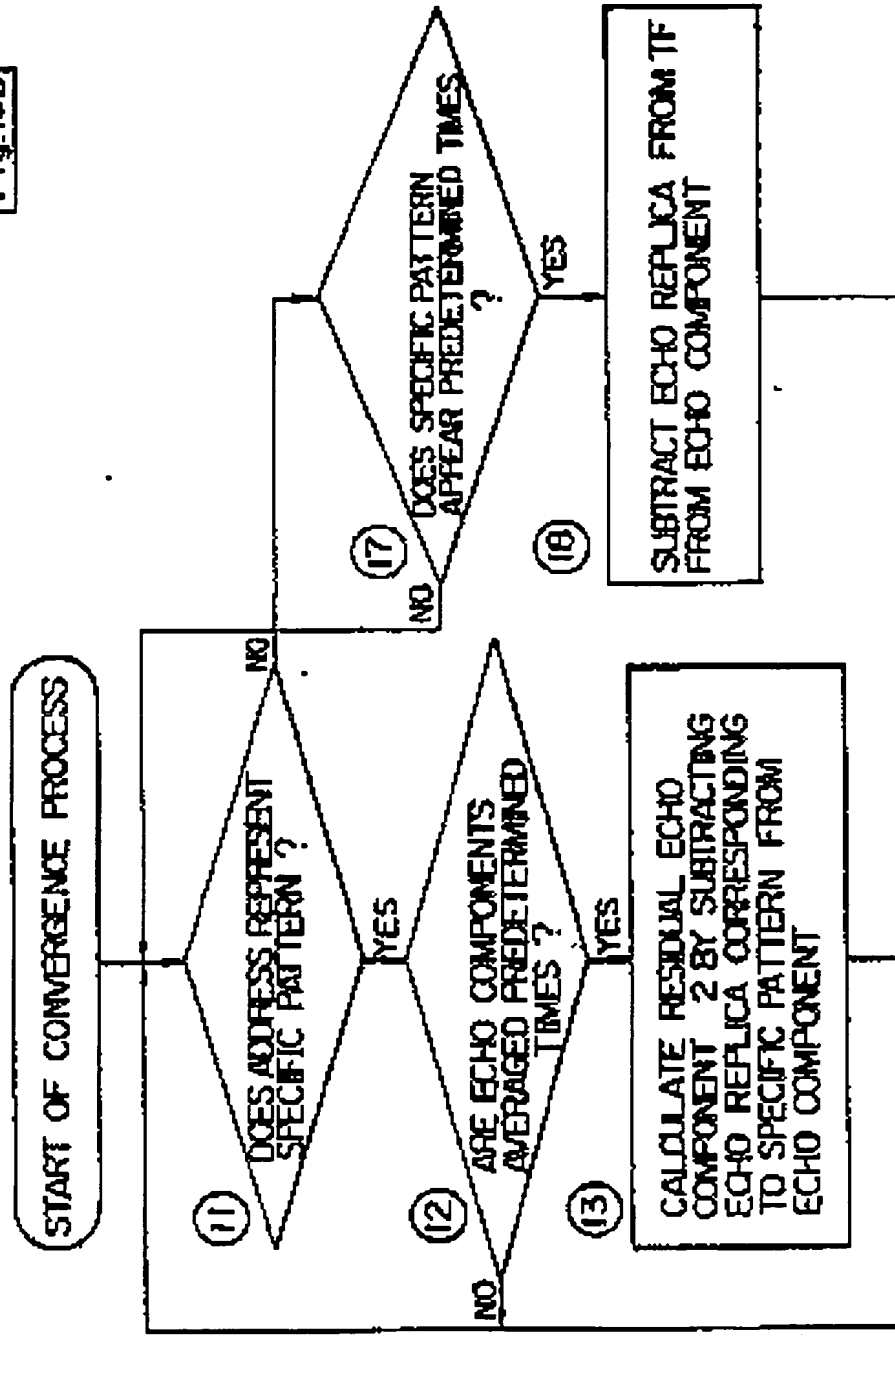 START OF CONVERGENCE PROCESS
11
DOES ADDRESS REPRESENT
SPECIFIC PATTERN ?
NO
YES
12
ARE ECHO COMPOMENTS
AVERAGED PREDETERMINED
TIMES ?
NO
YES
13
CALCULATE RESIDUAL ECHO
COMPONENT 2 BY SUBTRACTING
ECHO REPLICA CORRESPONDING
TO SPECIFIC PATTERN FROM
ECHO COMPONENT
17
DOES SPECIFIC PATTERN
APPEAR PREDETERMINED TIMES
?
NO
YES
18
SUBTRACT ECHO REPLICA FROM TF
FROM ECHO COMPONENT